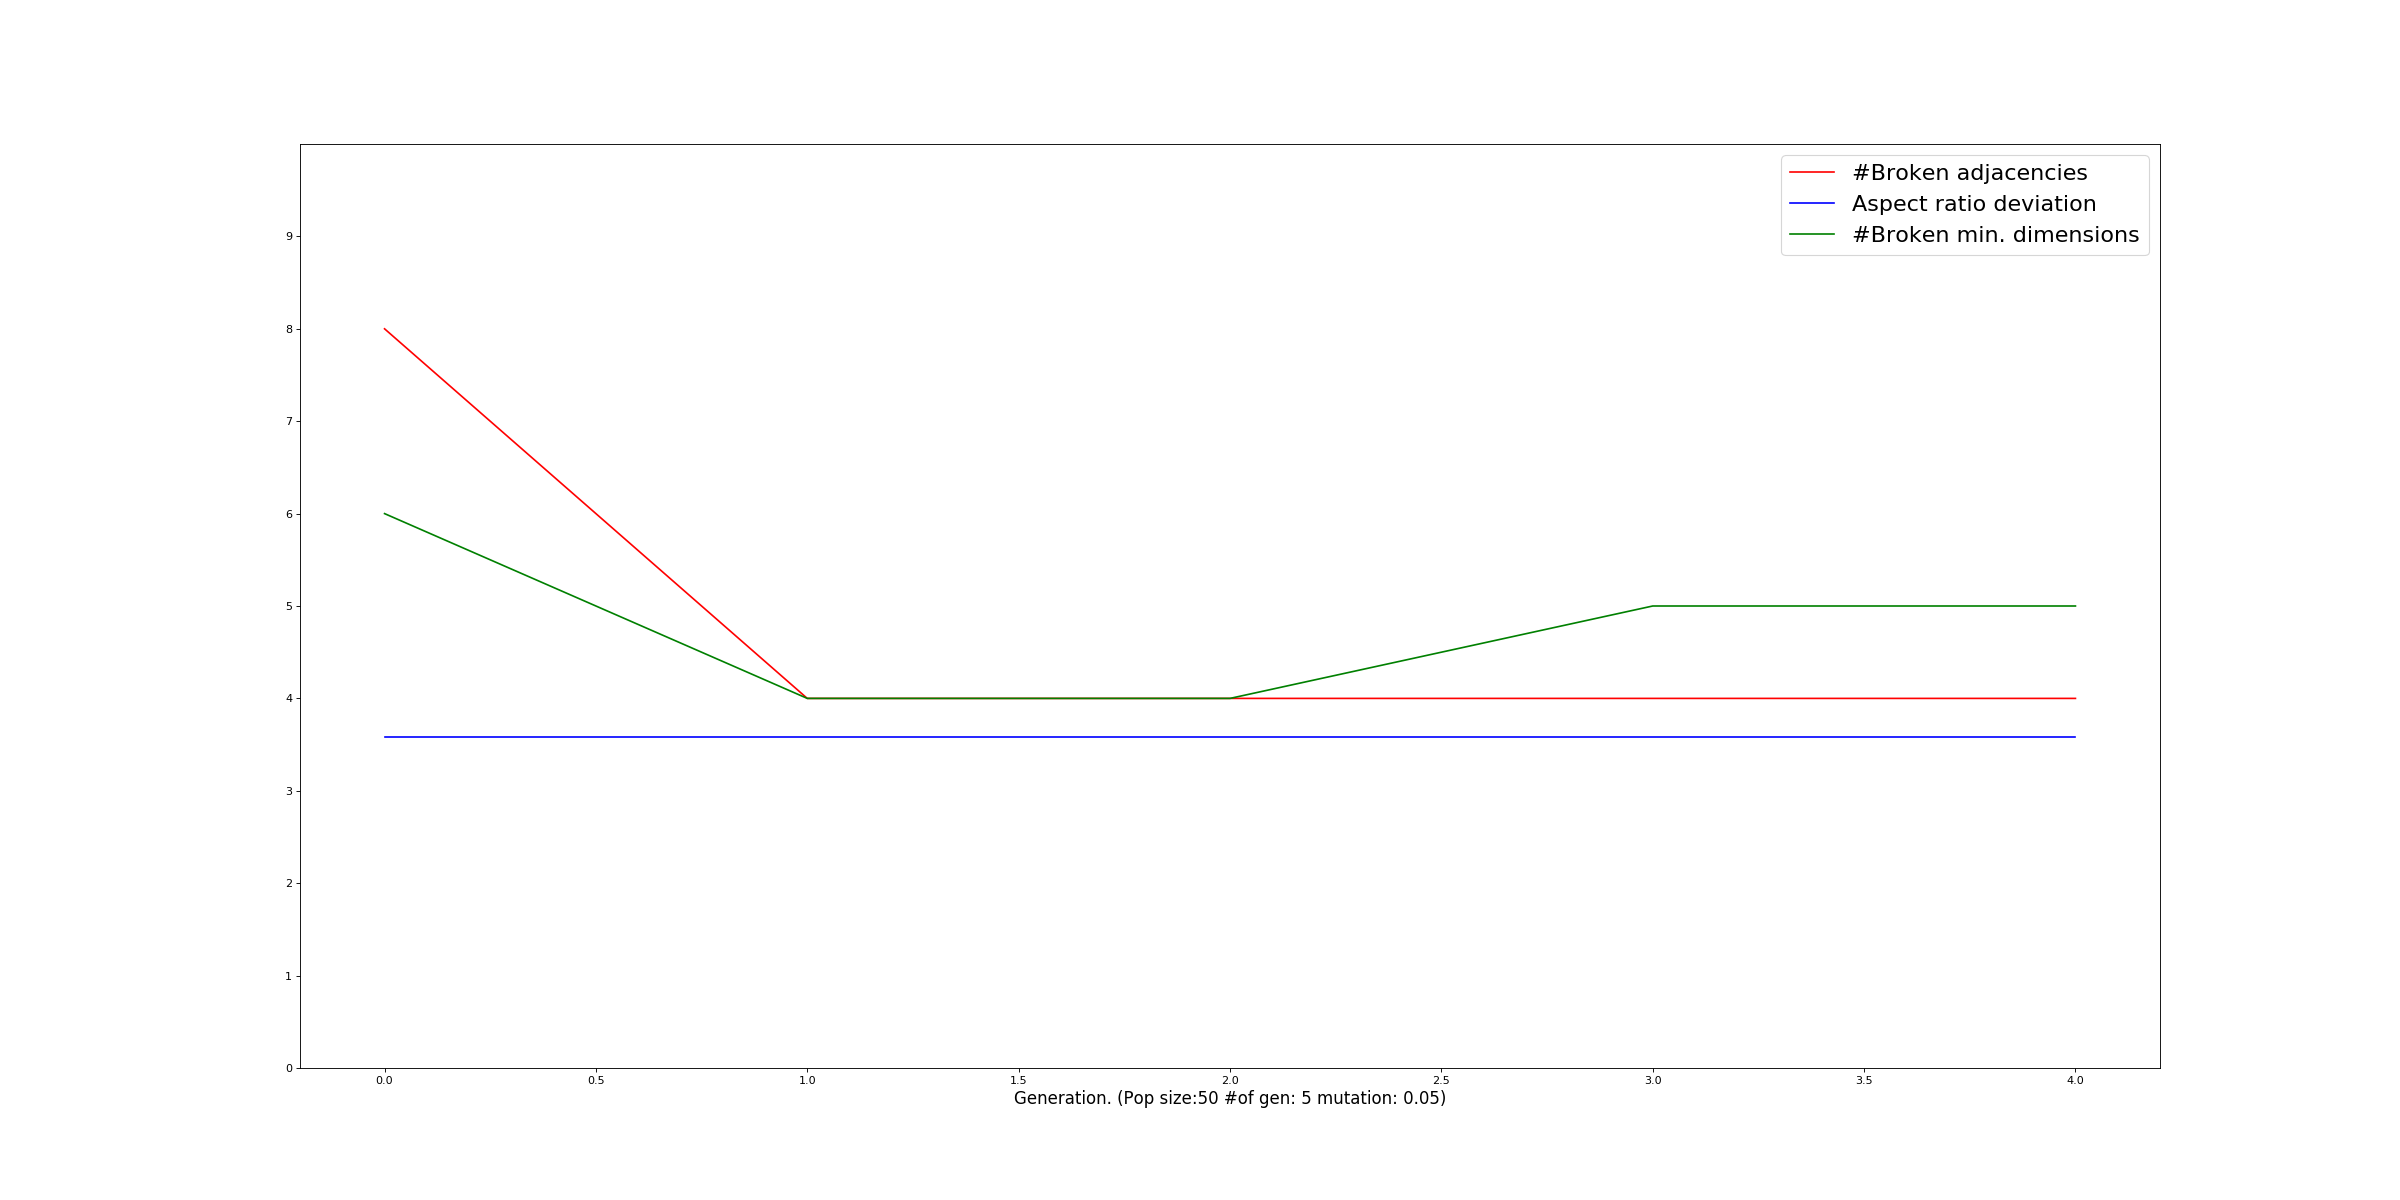 #Broken adjacencies
Aspect ratio deviation
#Broken min. dimensions
9
8
7
6
5
4
3
2
1
0
0.0 0.5 1.0 1.5 2.0 2.5 3.0 3.5 4.0
Generation. (Pop size:50 #of gen: 5 mutation: 0.05)